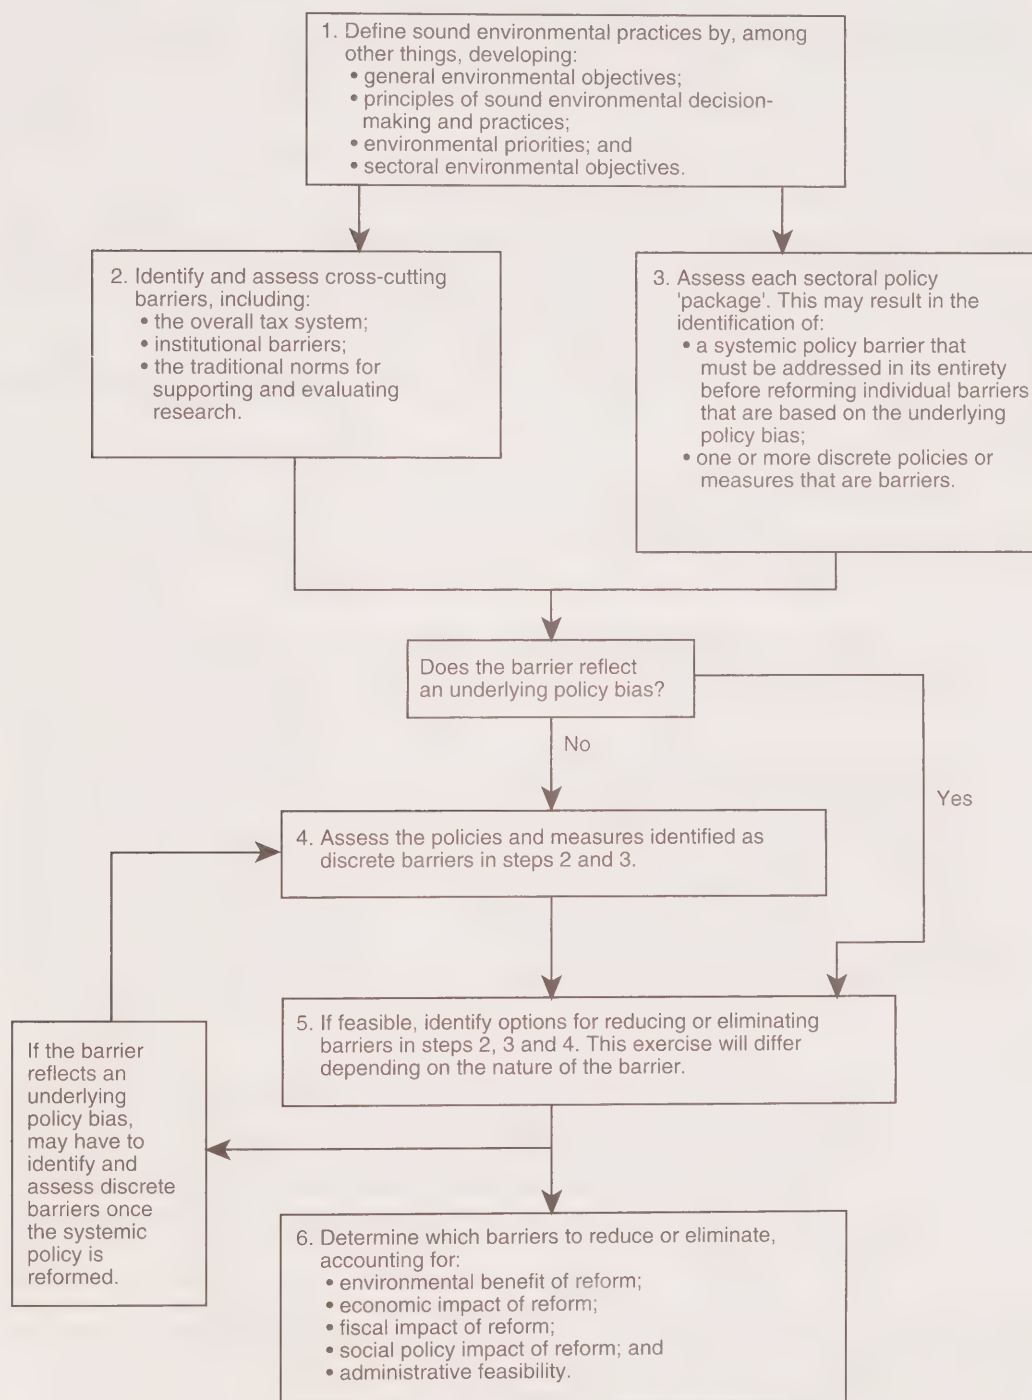 1. Define sound environmental practices by, among
other things, developing:
• general environmental objectives;
• principles of sound environmental decision-
making and practices;
• environmental priorities; and
• sectoral environmental objectives.
2. Identify and assess cross-cutting
barriers, including:
• the overall tax system;
• institutional barriers;
• the traditional norms for
supporting and evaluating
research.
3. Assess each sectoral policy
'package'. This may result in the
identification of:
• a systemic policy barrier that
must be addressed in its entirety
before reforming individual barriers
that are based on the underlying
policy bias;
• one or more discrete policies or
measures that are barriers.
Does the barrier reflect
an underlying policy bias?
No
Yes
4. Assess the policies and measures identified as
discrete barriers in steps 2 and 3.
5. If feasible, identify options for reducing or eliminating
barriers in steps 2, 3 and 4. This exercise will differ
depending on the nature of the barrier.
If the barrier
reflects an
underlying
policy bias,
may have to
identify and
assess discrete
barriers once
the systemic
policy is
reformed.
6. Determine which barriers to reduce or eliminate,
accounting for:
• environmental benefit of reform;
• economic impact of reform;
• fiscal impact of reform;
• social policy impact of reform; and
• administrative feasibility.